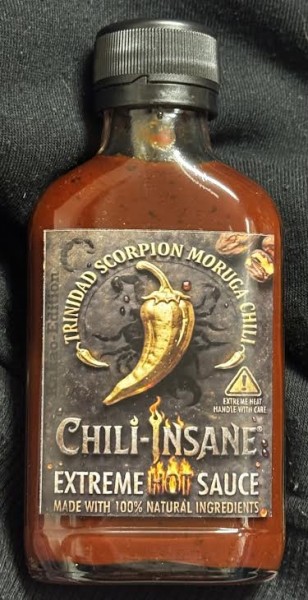 TRINIDAD SCORPION MORUGA CHILI
Edition
EXTREME HEAT
HANDLE WITH CARE
CHILI-INSANE®
EXTREME HOT SAUCE
MADE WITH 100% NATURAL INGREDIENTS